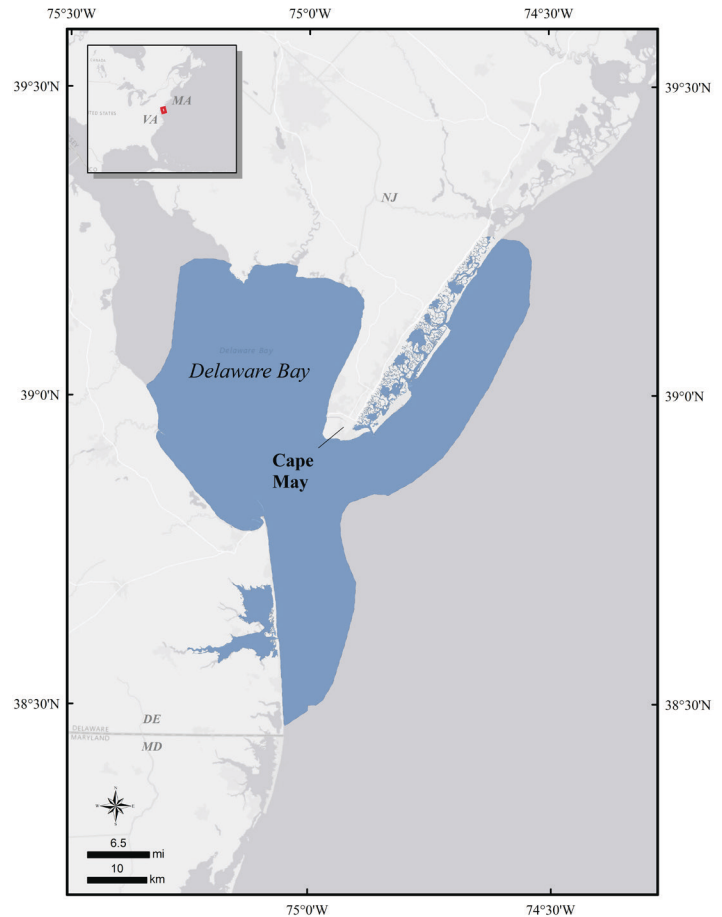 75°30'W
75°0'W
74°30'W
39°30'N
39°30'N
MA
VA
NJ
Delaware Bay
Delaware Bay
39°0'N
39°0'N
Cape
May
38°30'N
38°30'N
DE
DELAWARE
MARYLAND
MD
6.5
mi
10
km
75°0'W
74°30'W